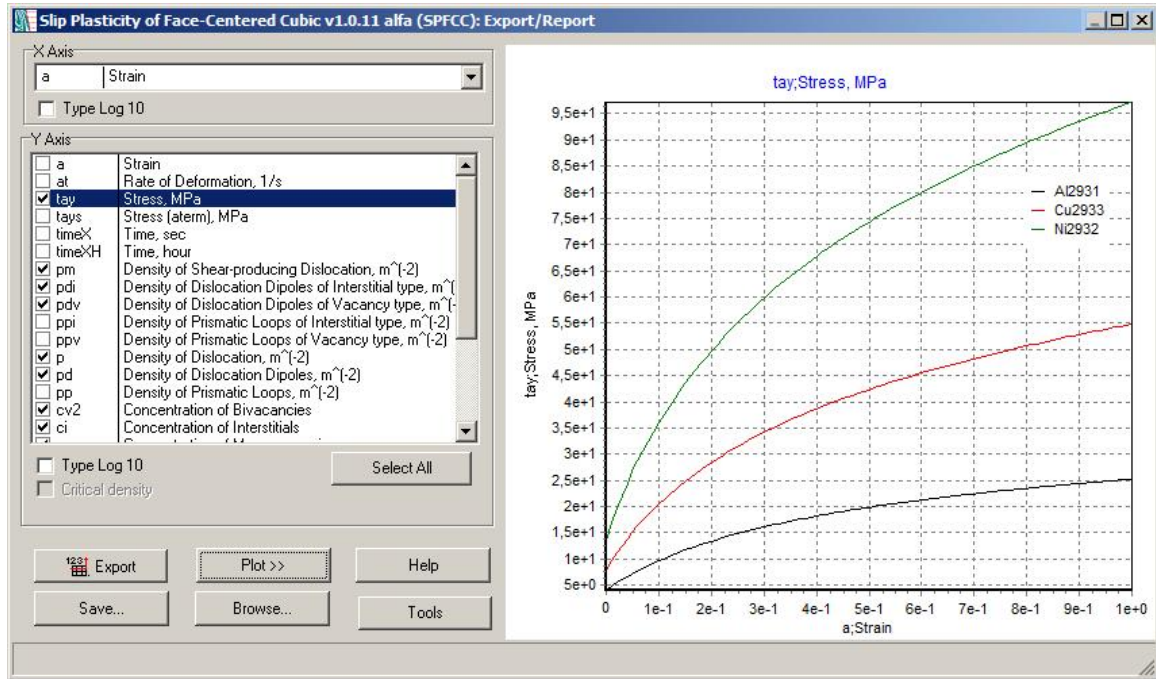 Slip Plasticity of Face-Centered Cubic v1.0.11 alfa (SPFCC): Export/Report
X Axis
a Strain
Type Log 10
Y Axis
a Strain
at Rate of Deformation, 1/s
tay Stress, MPa
tays Stress (aterm), MPa
timeX Time, sec
timeXH Time, hour
pm Density of Shear-producing Dislocation, m^(-2)
pdi Density of Dislocation Dipoles of Interstitial type, m^(
pdv Density of Dislocation Dipoles of Vacancy type, m^(-
ppi Density of Prismatic Loops of Interstitial type, m^(-2)
ppv Density of Prismatic Loops of Vacancy type, m^(-2)
p Density of Dislocation, m^(-2)
pd Density of Dislocation Dipoles, m^(-2)
pp Density of Prismatic Loops, m^(-2)
cv2 Concentration of Bivacancies
ci Concentration of Interstitials
Type Log 10
Select All
Critical density
123 Export
Plot >>
Help
Save...
Browse...
Tools
tay;Stress, MPa
9,5e+1
9e+1
8,5e+1
8e+1
7,5e+1
7e+1
6,5e+1
6e+1
5,5e+1
5e+1
4,5e+1
4e+1
3,5e+1
3e+1
2,5e+1
2e+1
1,5e+1
1e+1
5e+0
tay;Stress, MPa
Al2931
Cu2933
Ni2932
0 1e-1 2e-1 3e-1 4e-1 5e-1 6e-1 7e-1 8e-1 9e-1 1e+0
a;Strain